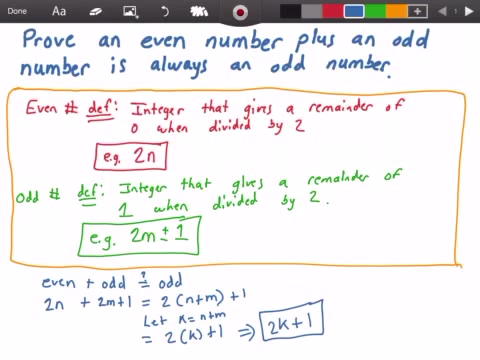 Done Aa 1
Prove an even number plus an odd
number is always an odd number.
Even # def: Integer that gives a remainder of
0 when divided by 2
e.g. 2n
Odd # def: Integer that gives a remainder of
1 when divided by 2.
e.g. 2m ± 1
even + odd ≟ odd
2n + 2m+1 = 2(n+m) +1
Let k = n+m
= 2(k)+1 ⇒ 2k+1